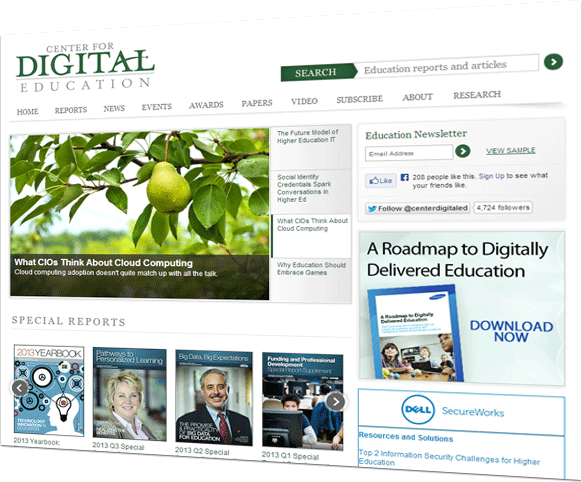 CENTER FOR
DIGITAL
EDUCATION
SEARCH
Education reports and articles
HOME REPORTS NEWS EVENTS AWARDS PAPERS VIDEO SUBSCRIBE ABOUT RESEARCH
What CIOs Think About Cloud Computing
Cloud computing adoption doesn't quite match up with all the talk.
The Future Model of
Higher Education IT
Social Identity
Credentials Spark
Conversations in
Higher Ed
What CIOs Think About
Cloud Computing
Why Education Should
Embrace Games
Education Newsletter
Email Address
VIEW SAMPLE
Like
208 people like this. Sign Up to see what
your friends like.
Follow @centerdigitaled
4,724 followers
A Roadmap to Digitally
Delivered Education
SAMSUNG
A Roadmap to Digitally
Delivered Education
DOWNLOAD
NOW
SPECIAL REPORTS
2013 YEARBOOK
TECHNOLOGY
INNOVATION IN
EDUCATION
2013 Yearbook:
Pathways to
Personalized Learning
2013 Q3 Special
Big Data, Big Expectations
THE PROMISE
& PRACTICALITY
OF BIG DATA
FOR EDUCATION
2013 Q2 Special
Funding and Professional
Development
Special Report Supplement
2013 Q1 Special
DELL
SecureWorks
Resources and Solutions
Top 2 Information Security Challenges for Higher
Education